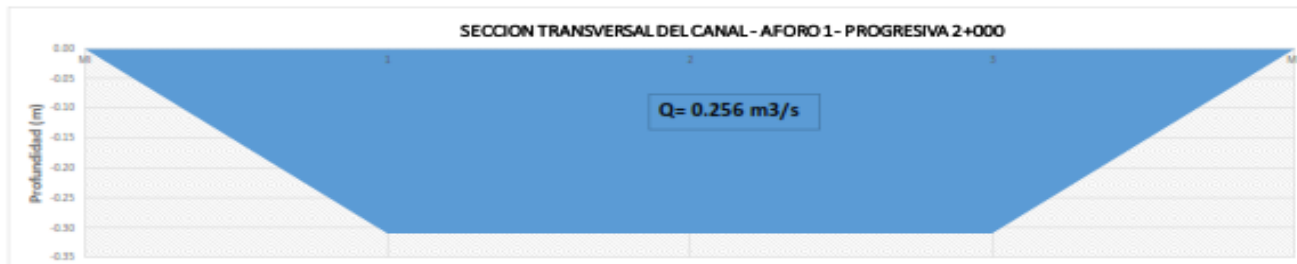 SECCION TRANSVERSAL DEL CANAL - AFORO 1 - PROGRESIVA 2+000
0.00
MI 1 2 3 M
-0.05
-0.10
Q= 0.256 m3/s
-0.15
-0.20
-0.25
-0.30
-0.35
Profundidad (m)